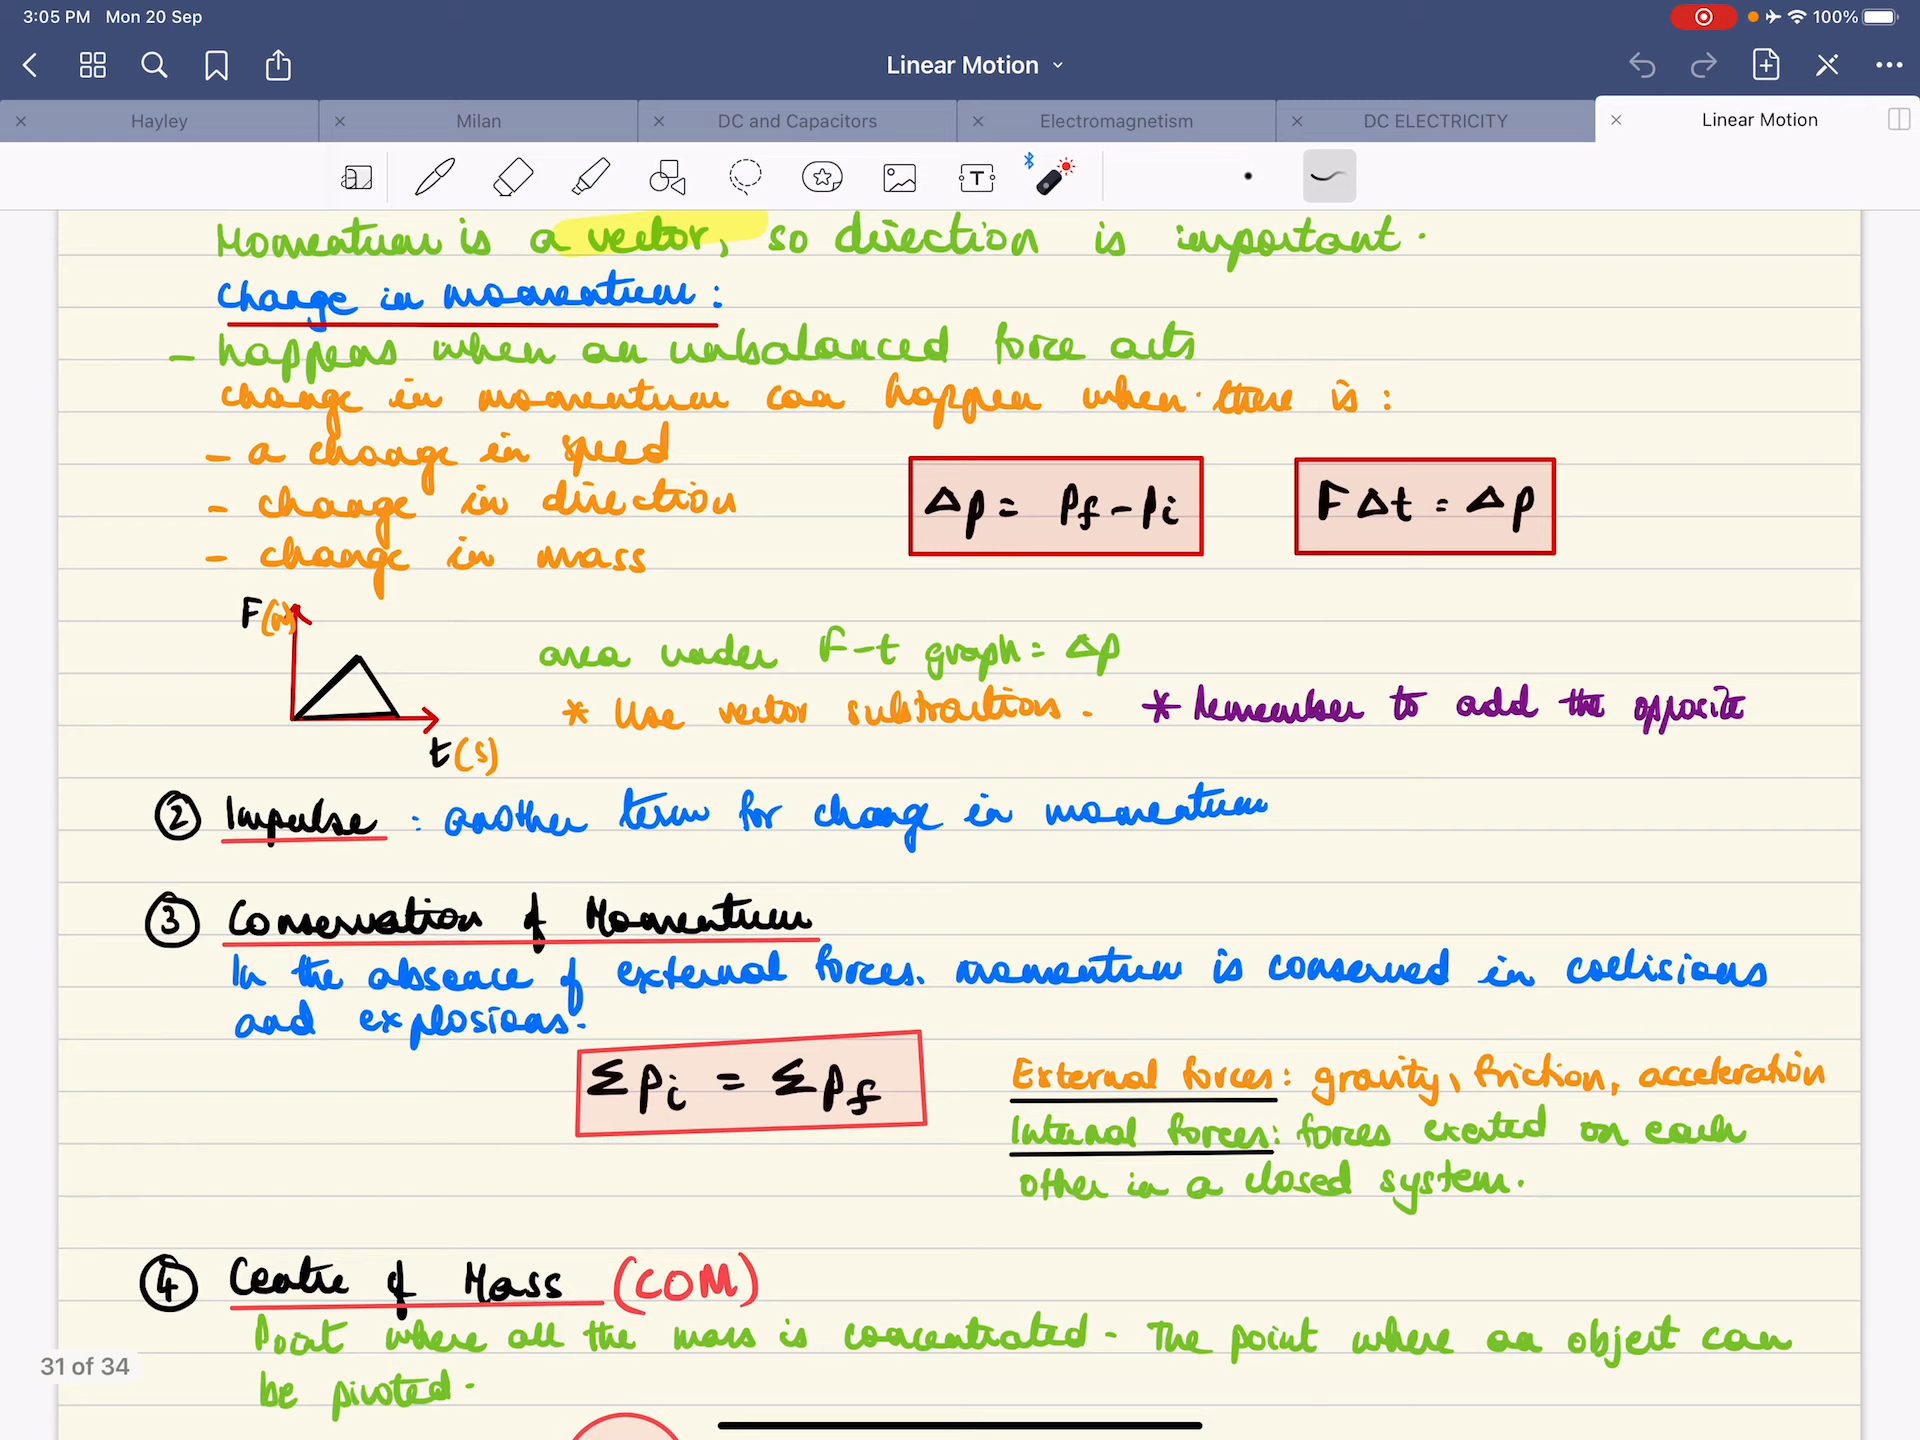 3:05 PM Mon 20 Sep
100%
Linear Motion
Hayley
Milan
DC and Capacitors
Electromagnetism
DC ELECTRICITY
Linear Motion
Momentum is a vector, so direction is important.
Change in momentum:
- happens when an unbalanced force acts
change in momentum can happen when there is:
- a change in speed
- change in direction
- change in mass
Δp = pf - pi
FΔt = Δp
F(N)
t(s)
area under F-t graph = Δp
* Use vector subtraction. * Remember to add the opposite
② Impulse : another term for change in momentum
③ Conservation of Momentum
In the absence of external forces. momentum is conserved in collisions
and explosions.
Σpi = Σpf
External forces: gravity, friction, acceleration
Internal forces: forces exerted on each
other in a closed system.
④ Centre of Mass (COM)
Point where all the mass is concentrated - The point where an object can
be pivoted.
31 of 34